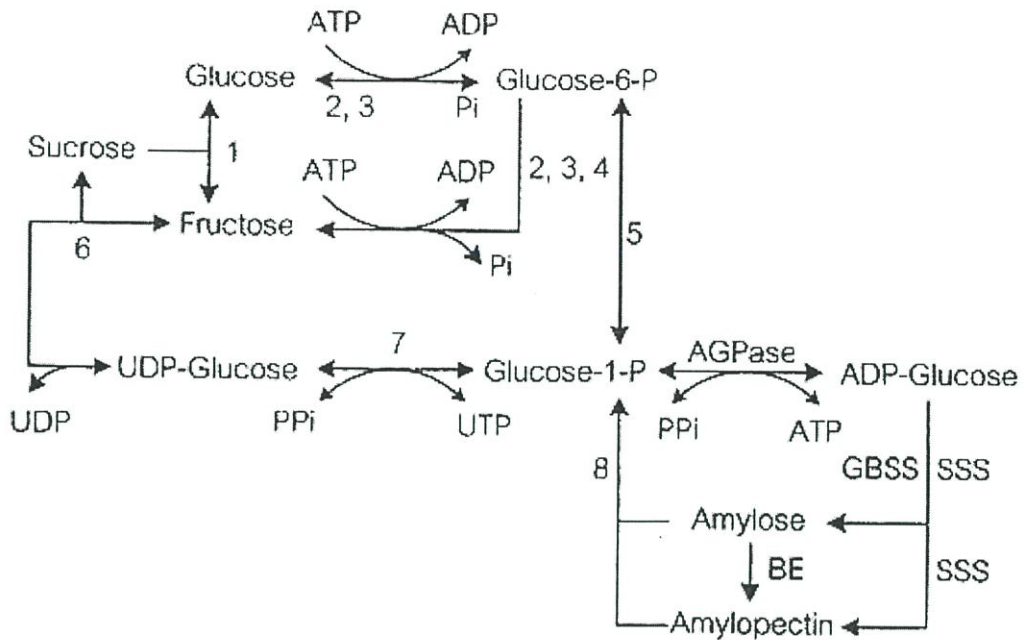 ATP ADP
Glucose Glucose-6-P
2, 3 Pi
Sucrose 1
ATP ADP 2, 3, 4
Fructose
6 5
Pi
7 AGPase
UDP-Glucose Glucose-1-P ADP-Glucose
UDP PPi UTP PPi ATP
8 GBSS SSS
Amylose
BE SSS
Amylopectin